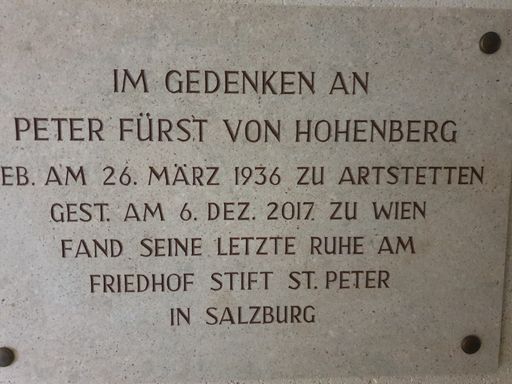 IM GEDENKEN AN
PETER FÜRST VON HOHENBERG
EB. AM 26. MÄRZ 1936 ZU ARTSTETTEN
GEST. AM 6. DEZ. 2017 ZU WIEN
FAND SEINE LETZTE RUHE AM
FRIEDHOF STIFT ST. PETER
IN SALZBURG